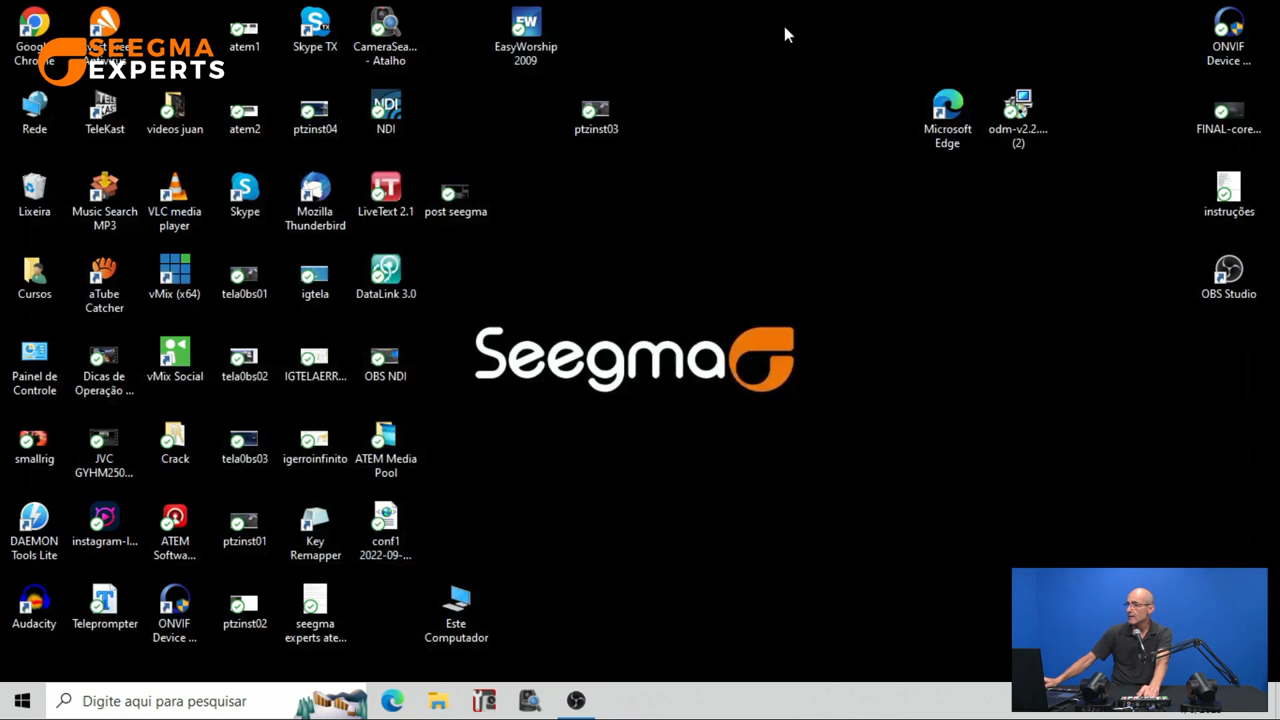 SEEGMA
EXPERTS
Google
Chrome
Antivirus
atem1
Skype TX
CameraSea...
- Atalho
EasyWorship
2009
ONVIF
Device ...
Rede
TeleKast
videos juan
atem2
ptzinst04
NDI
NDI
ptzinst03
Microsoft
Edge
odm-v2.2....
(2)
FINAL-core...
Lixeira
Music Search
MP3
VLC media
player
Skype
Mozilla
Thunderbird
LiveText 2.1
post seegma
instruções
Cursos
aTube
Catcher
vMix (x64)
tela0bs01
igtela
DataLink 3.0
OBS Studio
Seegma
Painel de
Controle
Dicas de
Operação ...
vMix Social
tela0bs02
IGTELAERR...
OBS NDI
smallrig
JVC
GYHM250...
Crack
tela0bs03
igerroinfinito
ATEM Media
Pool
DAEMON
Tools Lite
instagram-l...
ATEM
Softwa...
ptzinst01
Key
Remapper
conf1
2022-09-...
Audacity
Teleprompter
ONVIF
Device ...
ptzinst02
seegma
experts ate...
Este
Computador
Digite aqui para pesquisar